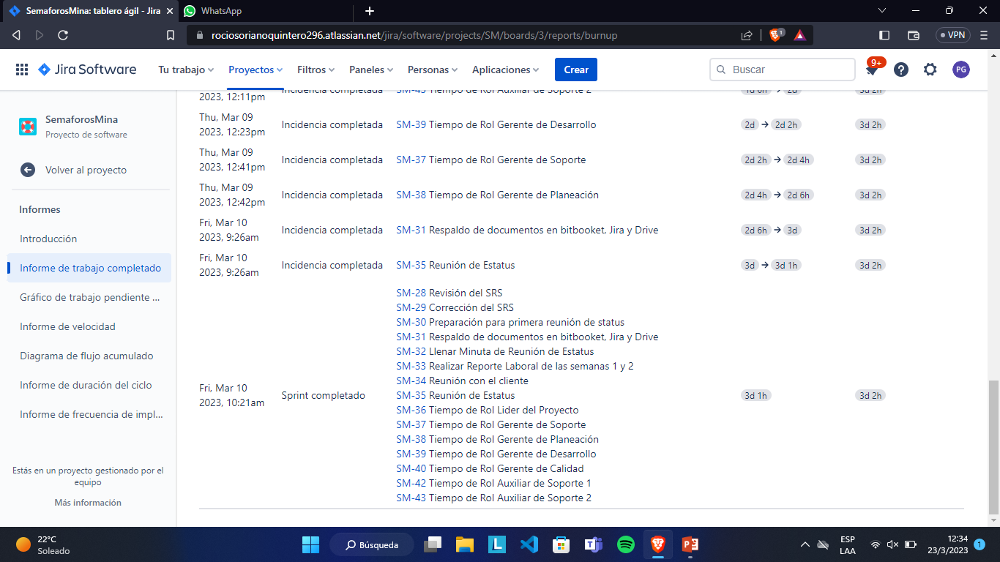 SemaforosMina: tablero ágil - Jira
WhatsApp
rociosorianoquintero296.atlassian.net/jira/software/projects/SM/boards/3/reports/burnup
1
VPN
Jira Software
Tu trabajo
Proyectos
Filtros
Paneles
Personas
Aplicaciones
Crear
Buscar
9+
PG
SemaforosMina
Proyecto de software
Volver al proyecto
Informes
Introducción
Informe de trabajo completado
Gráfico de trabajo pendiente ...
Informe de velocidad
Diagrama de flujo acumulado
Informe de duración del ciclo
Informe de frecuencia de impl...
Estás en un proyecto gestionado por el
equipo
Más información
2023, 12:11pm
Incidencia completada
SM-43 Tiempo de Rol Auxiliar de Soporte 2
1d 6h → 2d
3d 2h
Thu, Mar 09
2023, 12:23pm
Incidencia completada
SM-39 Tiempo de Rol Gerente de Desarrollo
2d → 2d 2h
3d 2h
Thu, Mar 09
2023, 12:41pm
Incidencia completada
SM-37 Tiempo de Rol Gerente de Soporte
2d 2h → 2d 4h
3d 2h
Thu, Mar 09
2023, 12:42pm
Incidencia completada
SM-38 Tiempo de Rol Gerente de Planeación
2d 4h → 2d 6h
3d 2h
Fri, Mar 10
2023, 9:26am
Incidencia completada
SM-31 Respaldo de documentos en bitbooket, Jira y Drive
2d 6h → 3d
3d 2h
Fri, Mar 10
2023, 9:26am
Incidencia completada
SM-35 Reunión de Estatus
3d → 3d 1h
3d 2h
Fri, Mar 10
2023, 10:21am
Sprint completado
SM-28 Revisión del SRS
SM-29 Corrección del SRS
SM-30 Preparación para primera reunión de status
SM-31 Respaldo de documentos en bitbooket, Jira y Drive
SM-32 Llenar Minuta de Reunión de Estatus
SM-33 Realizar Reporte Laboral de las semanas 1 y 2
SM-34 Reunión con el cliente
SM-35 Reunión de Estatus
SM-36 Tiempo de Rol Lider del Proyecto
SM-37 Tiempo de Rol Gerente de Soporte
SM-38 Tiempo de Rol Gerente de Planeación
SM-39 Tiempo de Rol Gerente de Desarrollo
SM-40 Tiempo de Rol Gerente de Calidad
SM-42 Tiempo de Rol Auxiliar de Soporte 1
SM-43 Tiempo de Rol Auxiliar de Soporte 2
3d 1h
3d 2h
22°C
Soleado
Búsqueda
ESP
LAA
12:34
23/3/2023
1